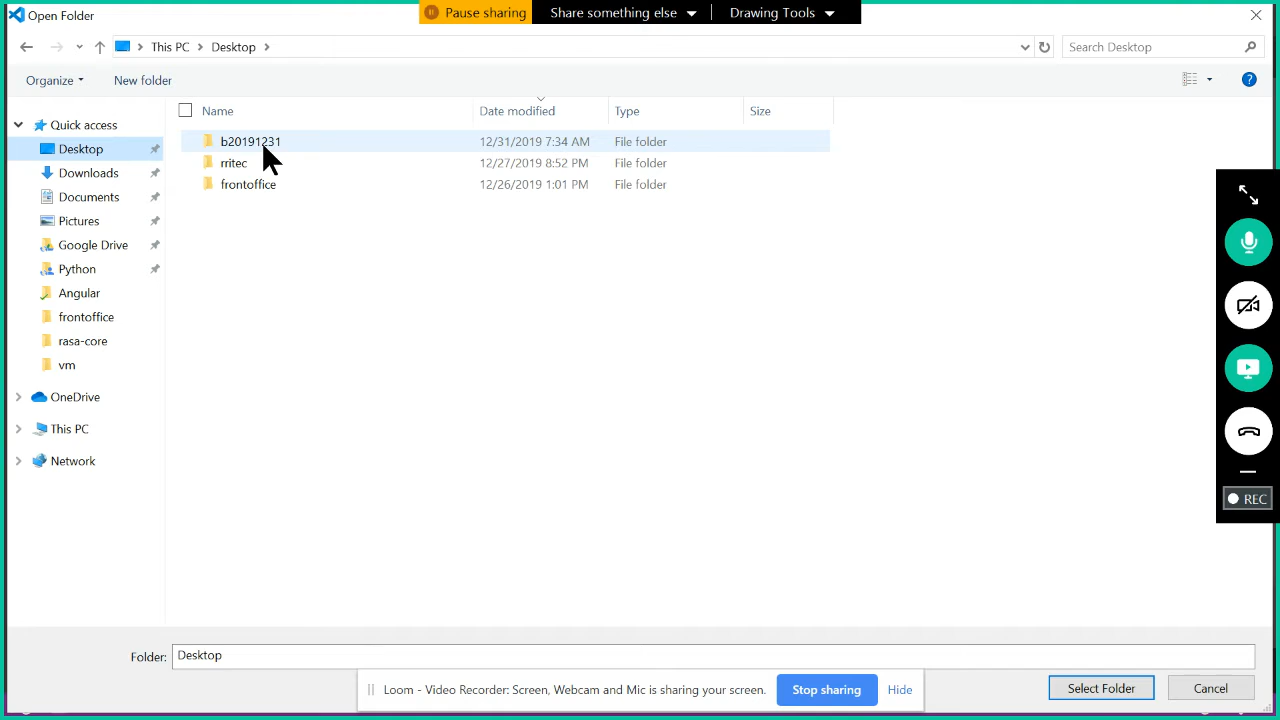 Open Folder
Pause sharing
Share something else
Drawing Tools
This PC
Desktop
Search Desktop
Organize
New folder
Name
Date modified
Type
Size
Quick access
Desktop
Downloads
Documents
Pictures
Google Drive
Python
Angular
frontoffice
rasa-core
vm
OneDrive
This PC
Network
b20191231 12/31/2019 7:34 AM File folder
rritec 12/27/2019 8:52 PM File folder
frontoffice 12/26/2019 1:01 PM File folder
REC
Folder: Desktop
Loom - Video Recorder: Screen, Webcam and Mic is sharing your screen.
Stop sharing
Hide
Select Folder
Cancel